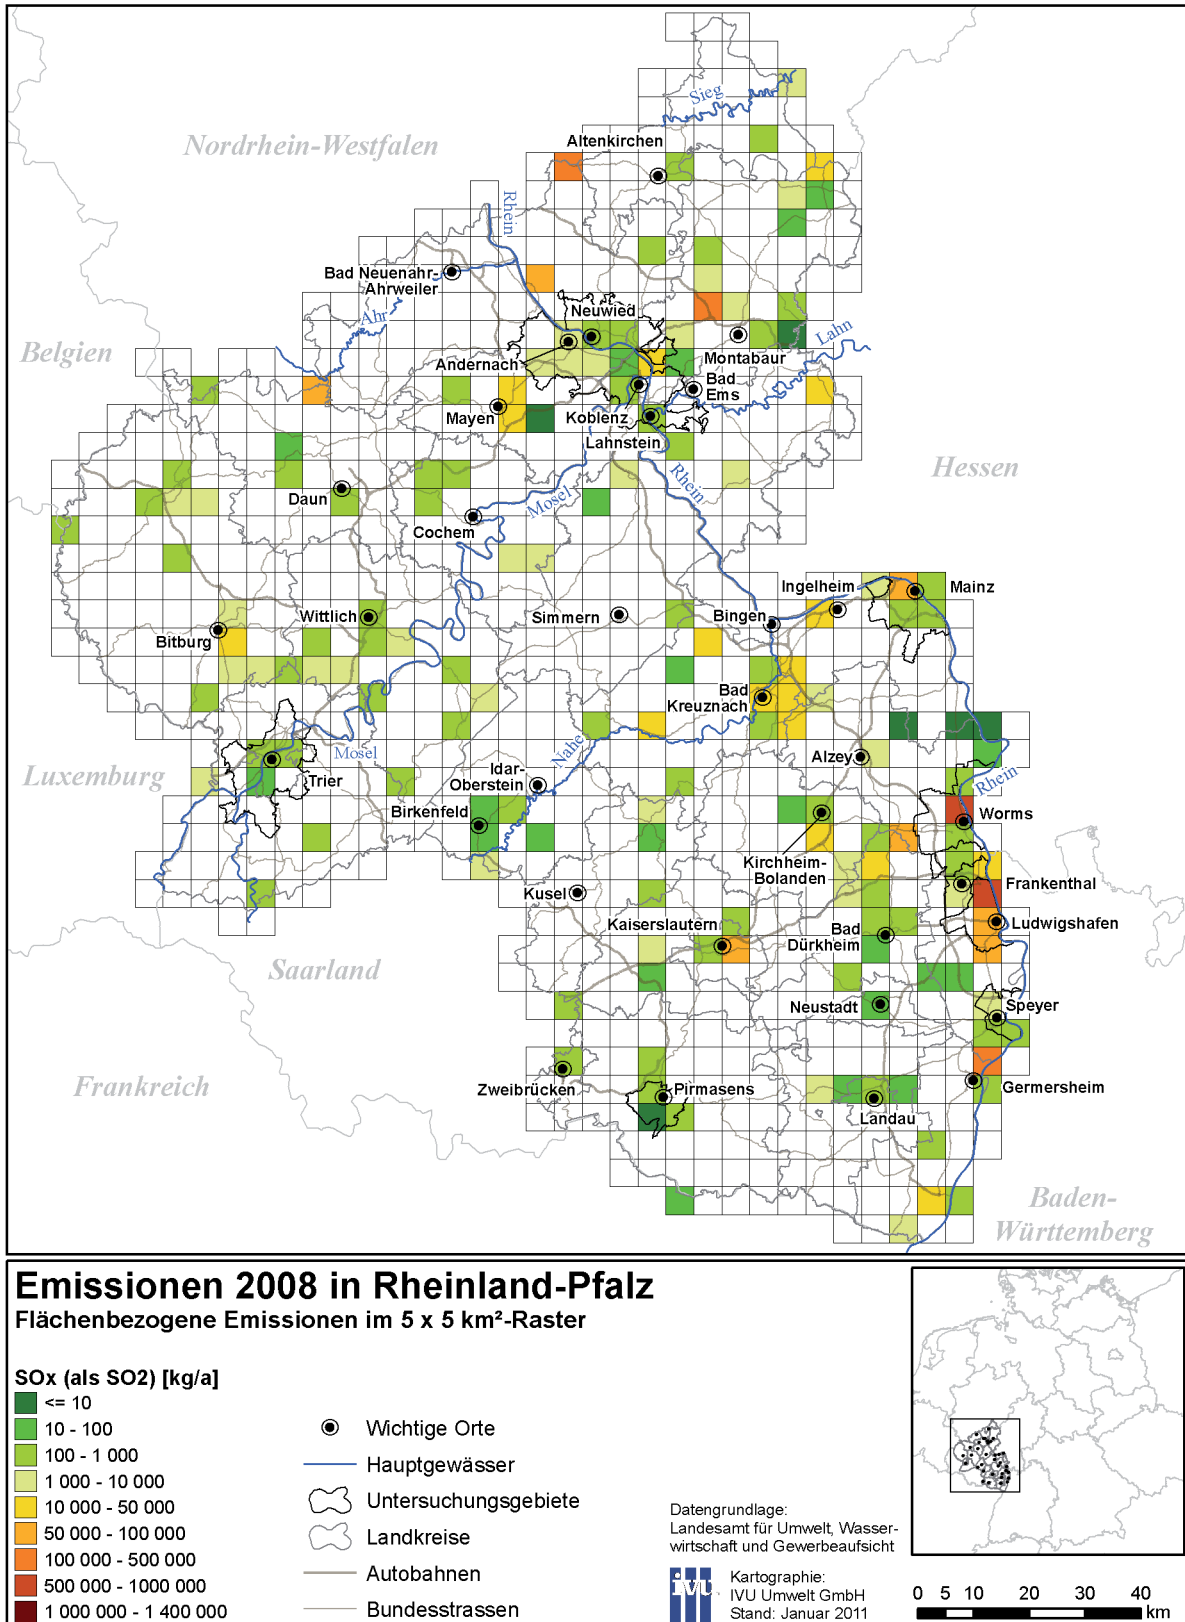 Sieg
Altenkirchen
Nordrhein-Westfalen
Rhein
Bad Neuenahr-
Ahrweiler
Ahr
Neuwied
Belgien
Andernach
Montabaur
Lahn
Bad
Ems
Mayen
Koblenz
Lahnstein
Hessen
Rhein
Daun
Mosel
Cochem
Ingelheim
Mainz
Wittlich
Simmern
Bingen
Bitburg
Bad
Kreuznach
Mosel
Nahe
Alzey
Luxemburg
Trier
Idar-
Oberstein
Rhein
Birkenfeld
Worms
Kirchheim-
Bolanden
Kusel
Frankenthal
Kaiserslautern
Bad
Dürkheim
Ludwigshafen
Saarland
Neustadt
Speyer
Frankreich
Zweibrücken
Pirmasens
Germersheim
Landau
Baden-
Württemberg
Emissionen 2008 in Rheinland-Pfalz
Flächenbezogene Emissionen im 5 x 5 km²-Raster
SOx (als SO2) [kg/a]
<= 10
10 - 100
100 - 1 000
1 000 - 10 000
10 000 - 50 000
50 000 - 100 000
100 000 - 500 000
500 000 - 1000 000
1 000 000 - 1 400 000
Wichtige Orte
Hauptgewässer
Untersuchungsgebiete
Landkreise
Autobahnen
Bundesstrassen
Datengrundlage:
Landesamt für Umwelt, Wasser-
wirtschaft und Gewerbeaufsicht
ivu
Kartographie:
IVU Umwelt GmbH
Stand: Januar 2011
0 5 10 20 30 40
km